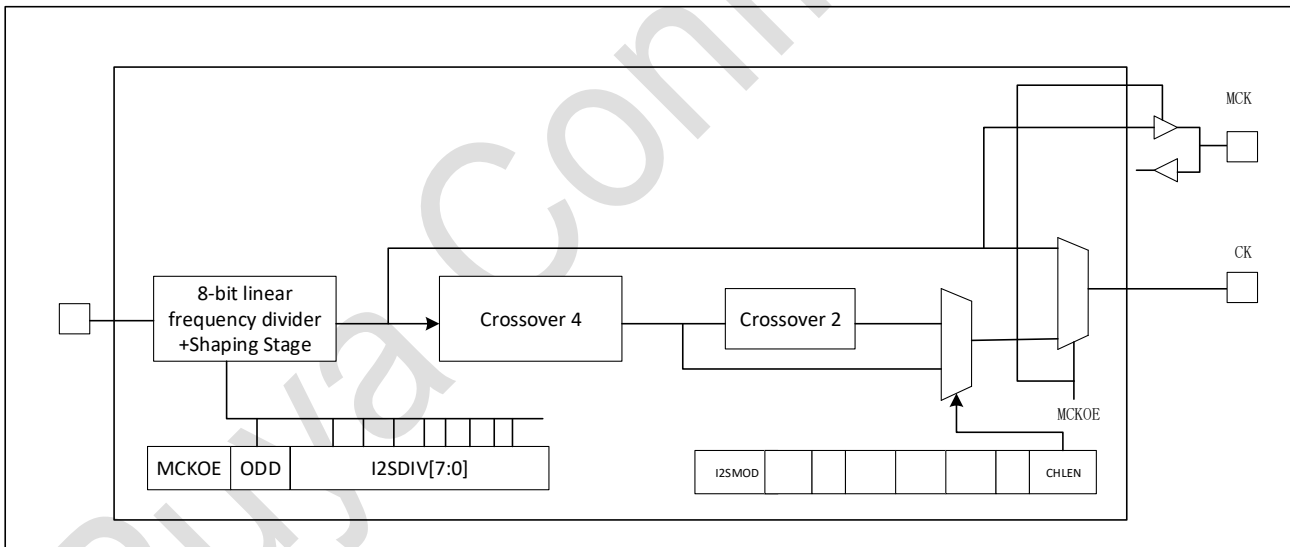 MCK
CK
8-bit linear
frequency divider
+Shaping Stage
Crossover 4
Crossover 2
MCKOE
MCKOE
ODD
I2SDIV[7:0]
I2SMOD
CHLEN